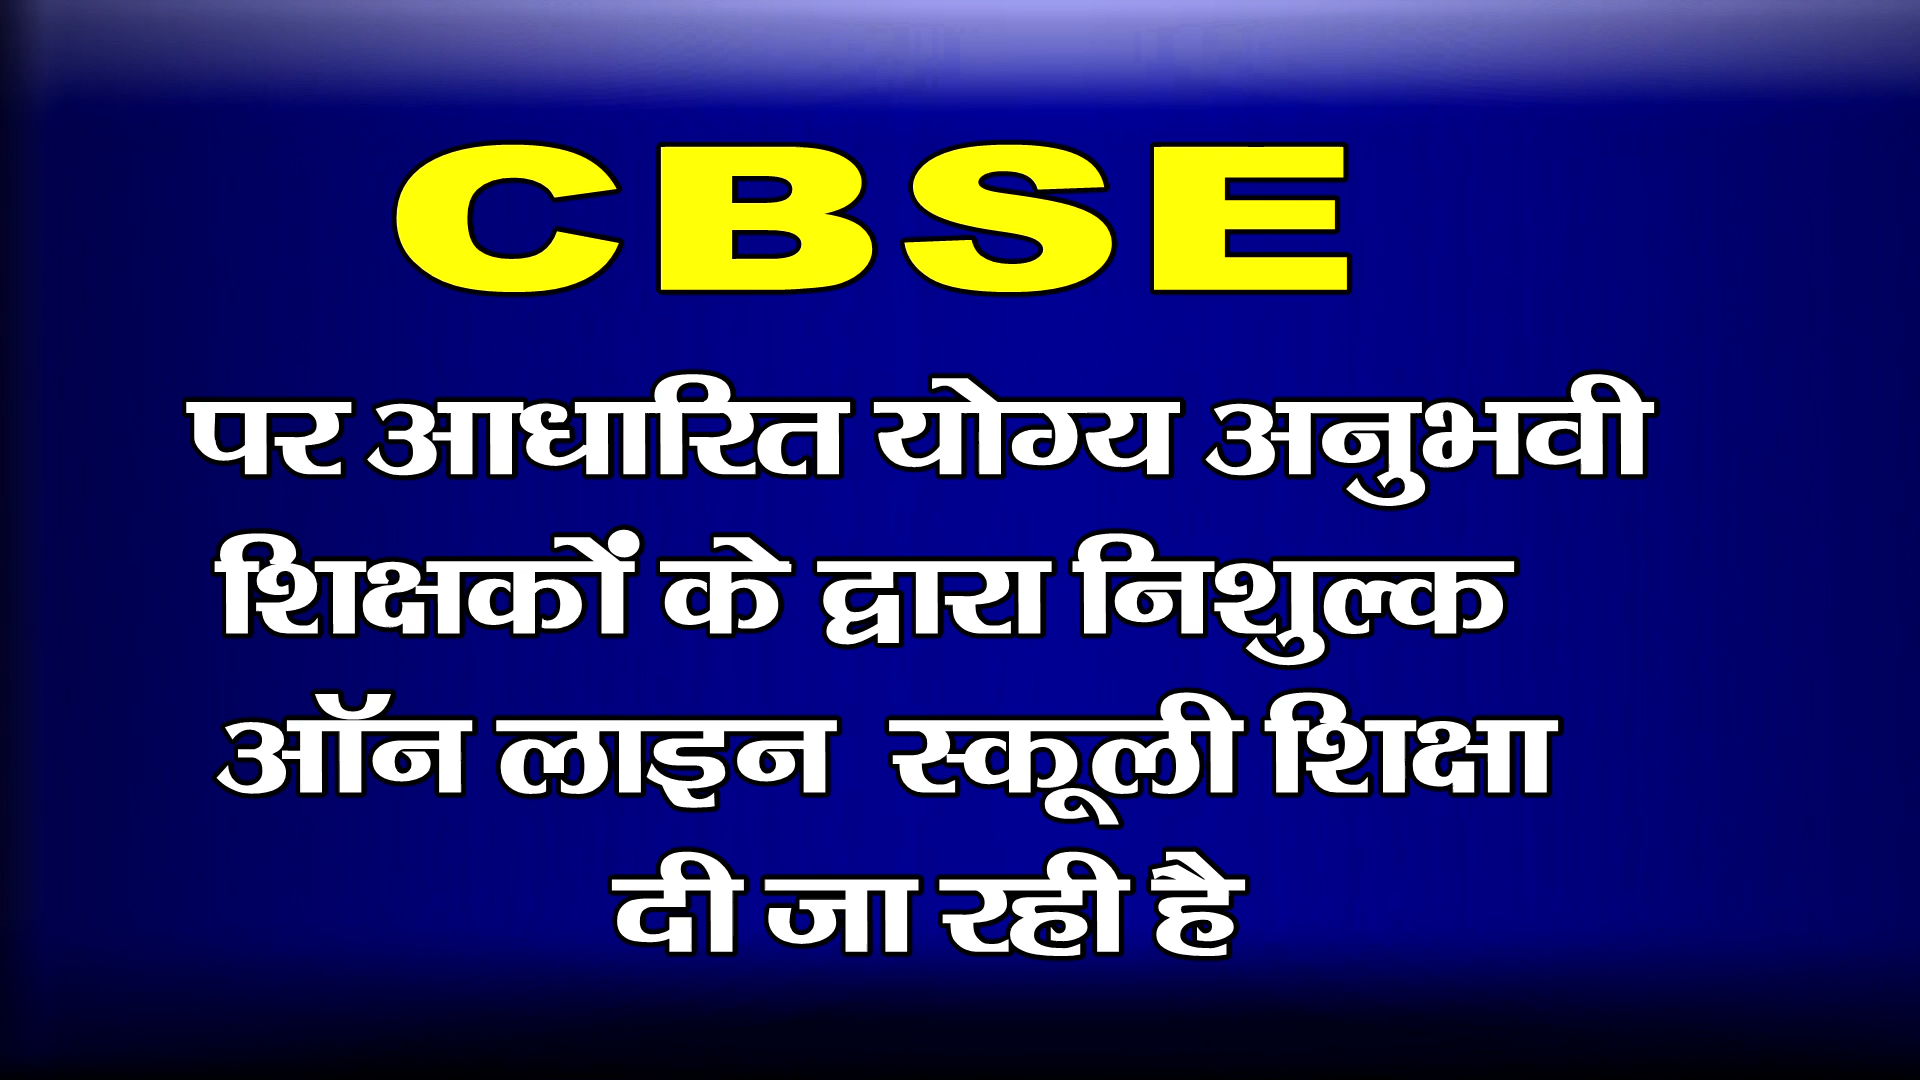 CBSE
पर आधारित योग्य अनुभवी
शिक्षकों के द्वारा निशुल्क
ऑन लाइन स्कूली शिक्षा
दी जा रही है